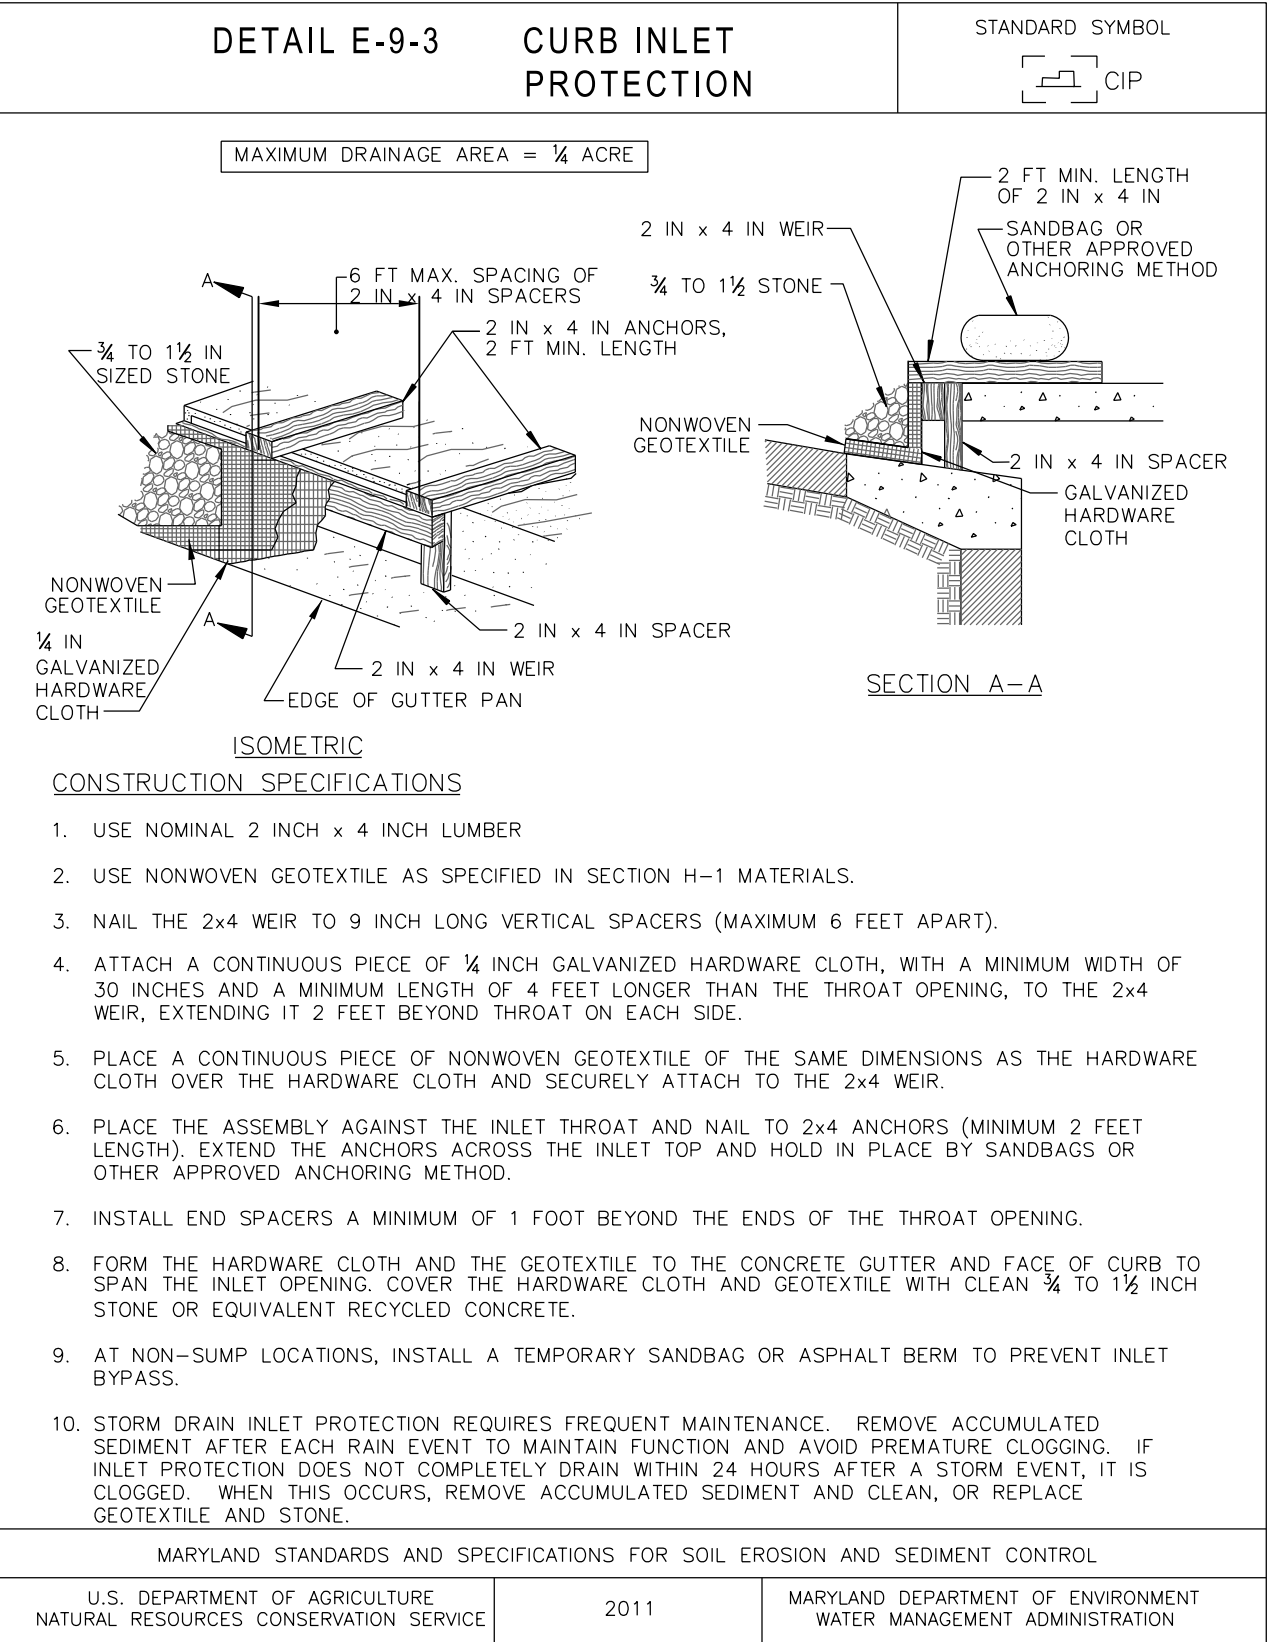 DETAIL E-9-3 CURB INLET
PROTECTION
STANDARD SYMBOL
CIP
MAXIMUM DRAINAGE AREA = ¼ ACRE
A
6 FT MAX. SPACING OF
2 IN x 4 IN SPACERS
2 IN x 4 IN ANCHORS,
2 FT MIN. LENGTH
¾ TO 1½ IN
SIZED STONE
NONWOVEN
GEOTEXTILE
A
¼ IN
GALVANIZED
HARDWARE
CLOTH
2 IN x 4 IN SPACER
2 IN x 4 IN WEIR
EDGE OF GUTTER PAN
ISOMETRIC
2 FT MIN. LENGTH
OF 2 IN x 4 IN
2 IN x 4 IN WEIR
SANDBAG OR
OTHER APPROVED
ANCHORING METHOD
¾ TO 1½ STONE
NONWOVEN
GEOTEXTILE
2 IN x 4 IN SPACER
GALVANIZED
HARDWARE
CLOTH
SECTION A-A
CONSTRUCTION SPECIFICATIONS
1. USE NOMINAL 2 INCH x 4 INCH LUMBER
2. USE NONWOVEN GEOTEXTILE AS SPECIFIED IN SECTION H-1 MATERIALS.
3. NAIL THE 2x4 WEIR TO 9 INCH LONG VERTICAL SPACERS (MAXIMUM 6 FEET APART).
4. ATTACH A CONTINUOUS PIECE OF ¼ INCH GALVANIZED HARDWARE CLOTH, WITH A MINIMUM WIDTH OF
30 INCHES AND A MINIMUM LENGTH OF 4 FEET LONGER THAN THE THROAT OPENING, TO THE 2x4
WEIR, EXTENDING IT 2 FEET BEYOND THROAT ON EACH SIDE.
5. PLACE A CONTINUOUS PIECE OF NONWOVEN GEOTEXTILE OF THE SAME DIMENSIONS AS THE HARDWARE
CLOTH OVER THE HARDWARE CLOTH AND SECURELY ATTACH TO THE 2x4 WEIR.
6. PLACE THE ASSEMBLY AGAINST THE INLET THROAT AND NAIL TO 2x4 ANCHORS (MINIMUM 2 FEET
LENGTH). EXTEND THE ANCHORS ACROSS THE INLET TOP AND HOLD IN PLACE BY SANDBAGS OR
OTHER APPROVED ANCHORING METHOD.
7. INSTALL END SPACERS A MINIMUM OF 1 FOOT BEYOND THE ENDS OF THE THROAT OPENING.
8. FORM THE HARDWARE CLOTH AND THE GEOTEXTILE TO THE CONCRETE GUTTER AND FACE OF CURB TO
SPAN THE INLET OPENING. COVER THE HARDWARE CLOTH AND GEOTEXTILE WITH CLEAN ¾ TO 1½ INCH
STONE OR EQUIVALENT RECYCLED CONCRETE.
9. AT NON-SUMP LOCATIONS, INSTALL A TEMPORARY SANDBAG OR ASPHALT BERM TO PREVENT INLET
BYPASS.
10. STORM DRAIN INLET PROTECTION REQUIRES FREQUENT MAINTENANCE. REMOVE ACCUMULATED
SEDIMENT AFTER EACH RAIN EVENT TO MAINTAIN FUNCTION AND AVOID PREMATURE CLOGGING. IF
INLET PROTECTION DOES NOT COMPLETELY DRAIN WITHIN 24 HOURS AFTER A STORM EVENT, IT IS
CLOGGED. WHEN THIS OCCURS, REMOVE ACCUMULATED SEDIMENT AND CLEAN, OR REPLACE
GEOTEXTILE AND STONE.
MARYLAND STANDARDS AND SPECIFICATIONS FOR SOIL EROSION AND SEDIMENT CONTROL
U.S. DEPARTMENT OF AGRICULTURE
NATURAL RESOURCES CONSERVATION SERVICE
2011
MARYLAND DEPARTMENT OF ENVIRONMENT
WATER MANAGEMENT ADMINISTRATION